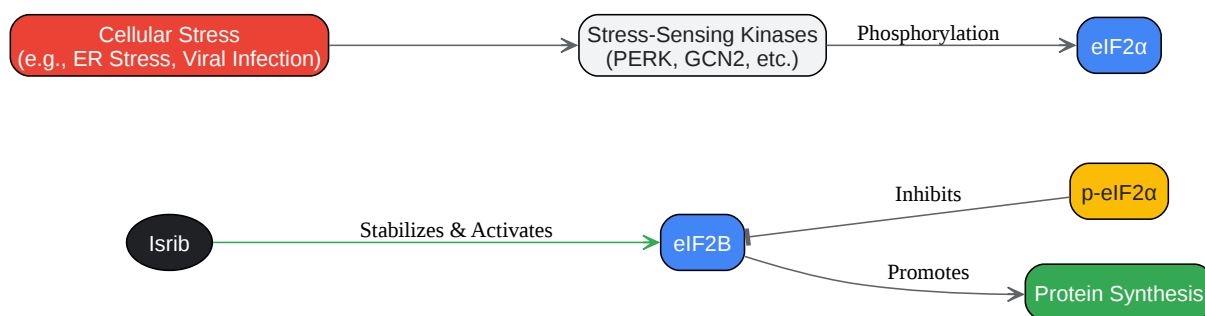 Cellular Stress
(e.g., ER Stress, Viral Infection)
Stress-Sensing Kinases
(PERK, GCN2, etc.)
Phosphorylation
eIF2α
Isrib
Stabilizes & Activates
eIF2B
Inhibits
p-eIF2α
Promotes
Protein Synthesis